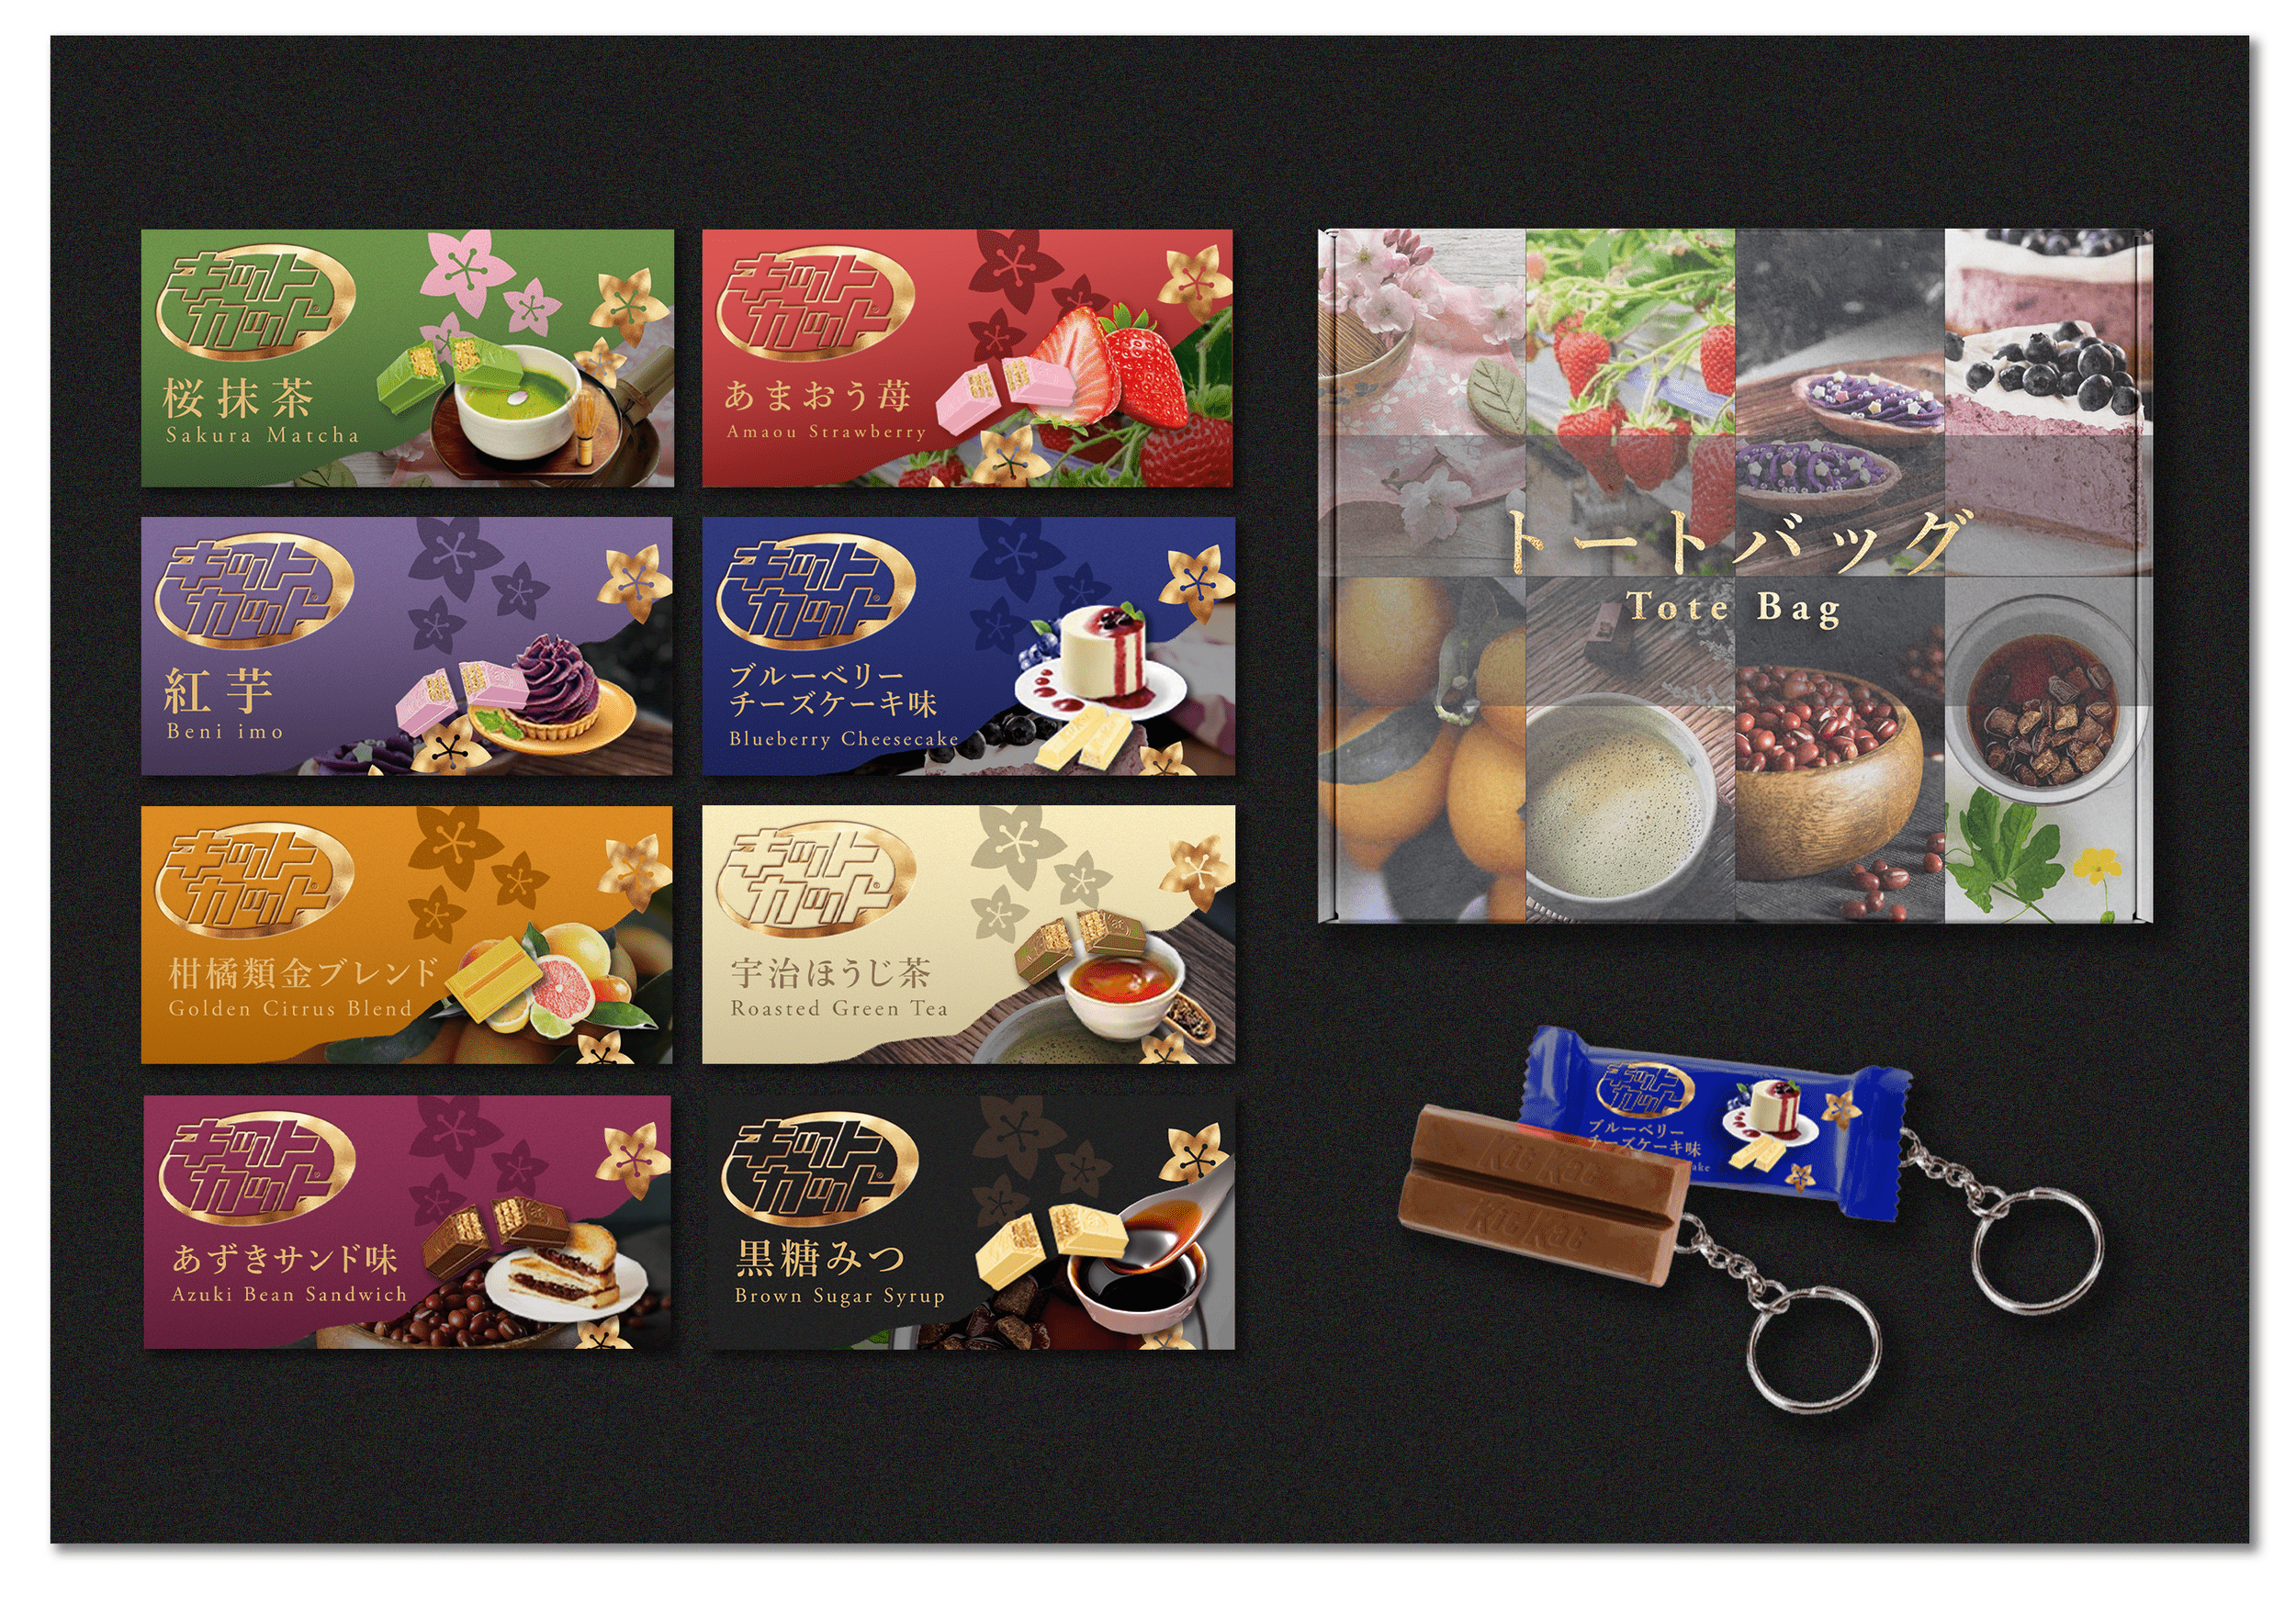 キット
カット®
桜抹茶
Sakura Matcha
キット
カット®
あまおう苺
Amaou Strawberry
キット
カット®
紅芋
Beni imo
キット
カット®
ブルーベリー
チーズケーキ味
Blueberry Cheesecake
キット
カット®
柑橘類金ブレンド
Golden Citrus Blend
キット
カット®
宇治ほうじ茶
Roasted Green Tea
キット
カット®
あずきサンド味
Azuki Bean Sandwich
キット
カット®
黒糖みつ
Brown Sugar Syrup
トートバッグ
Tote Bag
キット
カット
ブルーベリー
チーズケーキ味
ake
KitKat
KitKat